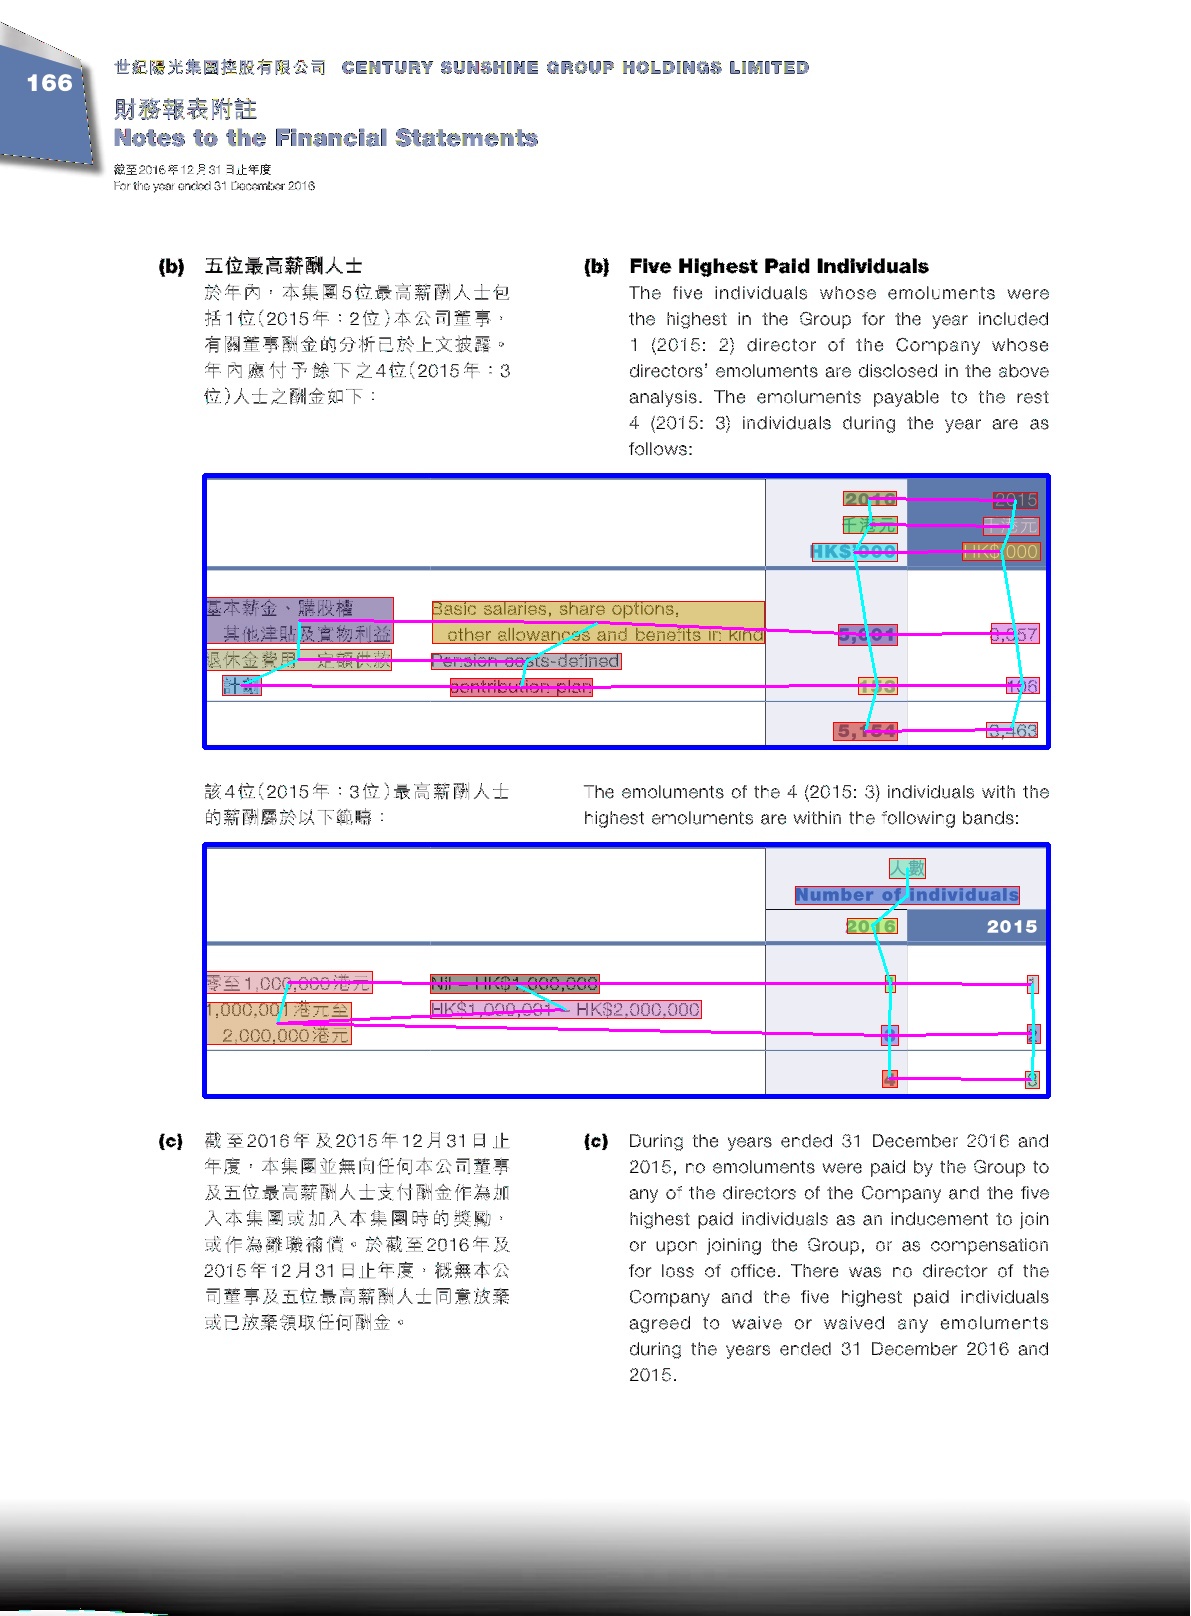 166
世紀陽光集團控股有限公司 CENTURY SUNSHINE GROUP HOLDINGS LIMITED
財務報表附註
Notes to the Financial Statements
截至2016年12月31日止年度
For the year ended 31 December 2016
(b) 五位最高薪酬人士
於年內，本集團5位最高薪酬人士包
括1位(2015年：2位)本公司董事，
有關董事酬金的分析已於上文披露。
年內應付予餘下之4位(2015年：3
位)人士之酬金如下：
(b) Five Highest Paid Individuals
The five individuals whose emoluments were
the highest in the Group for the year included
1 (2015: 2) director of the Company whose
directors' emoluments are disclosed in the above
analysis. The emoluments payable to the rest
4 (2015: 3) individuals during the year are as
follows:
2016 2015
千港元 千港元
HK$'000 HK$'000
基本薪金、購股權 Basic salaries, share options,
其他津貼及實物利益 other allowances and benefits in kind 5,001 3,357
退休金費用－定額供款 Pension costs-defined
計劃 contribution plan 153 106
5,154 3,463
該4位(2015年：3位)最高薪酬人士
的薪酬屬於以下範疇：
The emoluments of the 4 (2015: 3) individuals with the
highest emoluments are within the following bands:
人數
Number of individuals
2016 2015
零至1,000,000港元 Nil – HK$1,000,000 1 1
1,000,001港元至 HK$1,000,001 – HK$2,000,000
2,000,000港元 3 2
4 3
(c) 截至2016年及2015年12月31日止
年度，本集團並無向任何本公司董事
及五位最高薪酬人士支付酬金作為加
入本集團或加入本集團時的獎勵，
或作為離職補償。於截至2016年及
2015年12月31日止年度，概無本公
司董事及五位最高薪酬人士同意放棄
或已放棄領取任何酬金。
(c) During the years ended 31 December 2016 and
2015, no emoluments were paid by the Group to
any of the directors of the Company and the five
highest paid individuals as an inducement to join
or upon joining the Group, or as compensation
for loss of office. There was no director of the
Company and the five highest paid individuals
agreed to waive or waived any emoluments
during the years ended 31 December 2016 and
2015.